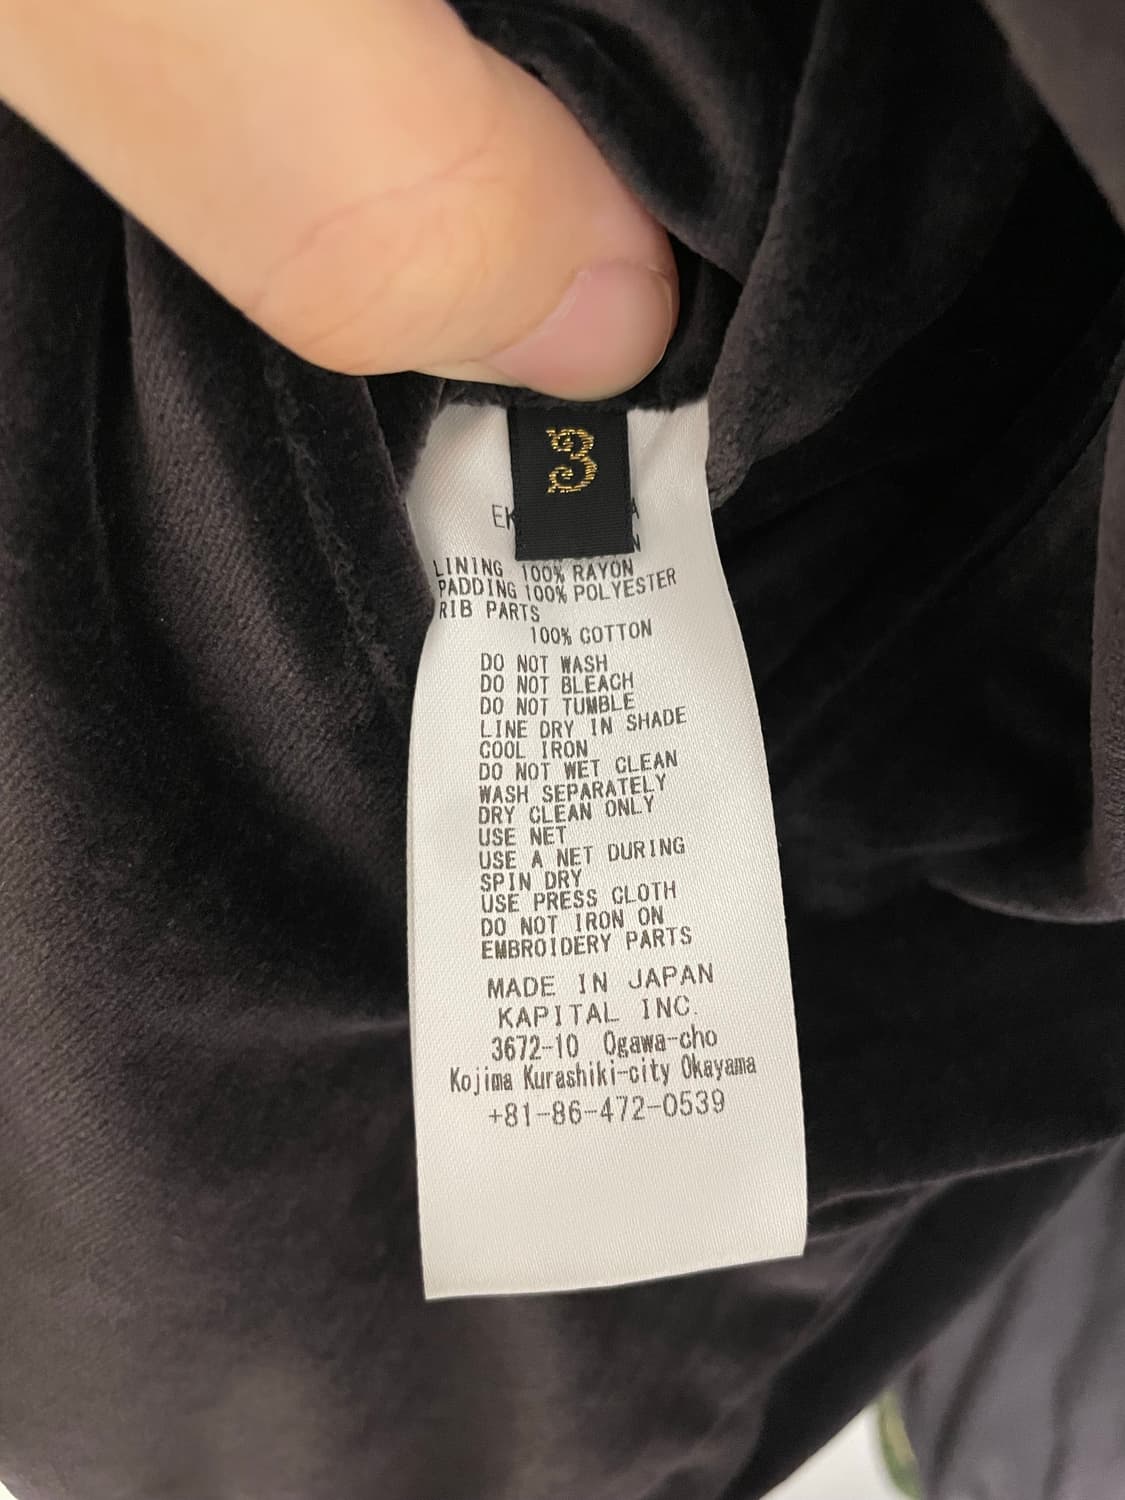 3
LINING 100% RAYON
PADDING 100% POLYESTER
RIB PARTS
100% COTTON
DO NOT WASH
DO NOT BLEACH
DO NOT TUMBLE
LINE DRY IN SHADE
COOL IRON
DO NOT WET CLEAN
WASH SEPARATELY
DRY CLEAN ONLY
USE NET
USE A NET DURING
SPIN DRY
USE PRESS CLOTH
DO NOT IRON ON
EMBROIDERY PARTS
MADE IN JAPAN
KAPITAL INC.
3672-10 Ogawa-cho
Kojima Kurashiki-city Okayama
+81-86-472-0539